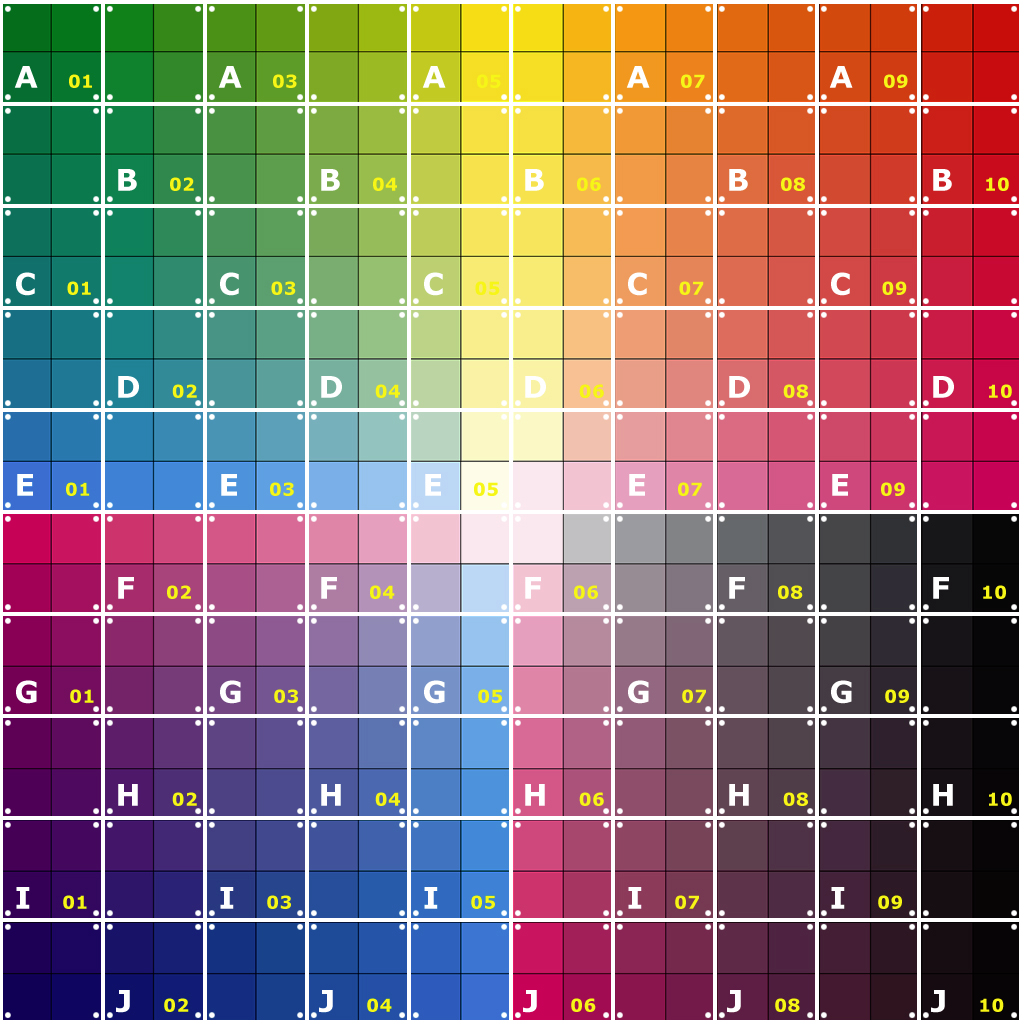 A 01 A 03 A 05 A 07 A 09
B 02 B 04 B 06 B 08 B 10
C 01 C 03 C 05 C 07 C 09
D 02 D 04 D 06 D 08 D 10
E 01 E 03 E 05 E 07 E 09
F 02 F 04 F 06 F 08 F 10
G 01 G 03 G 05 G 07 G 09
H 02 H 04 H 06 H 08 H 10
I 01 I 03 I 05 I 07 I 09
J 02 J 04 J 06 J 08 J 10